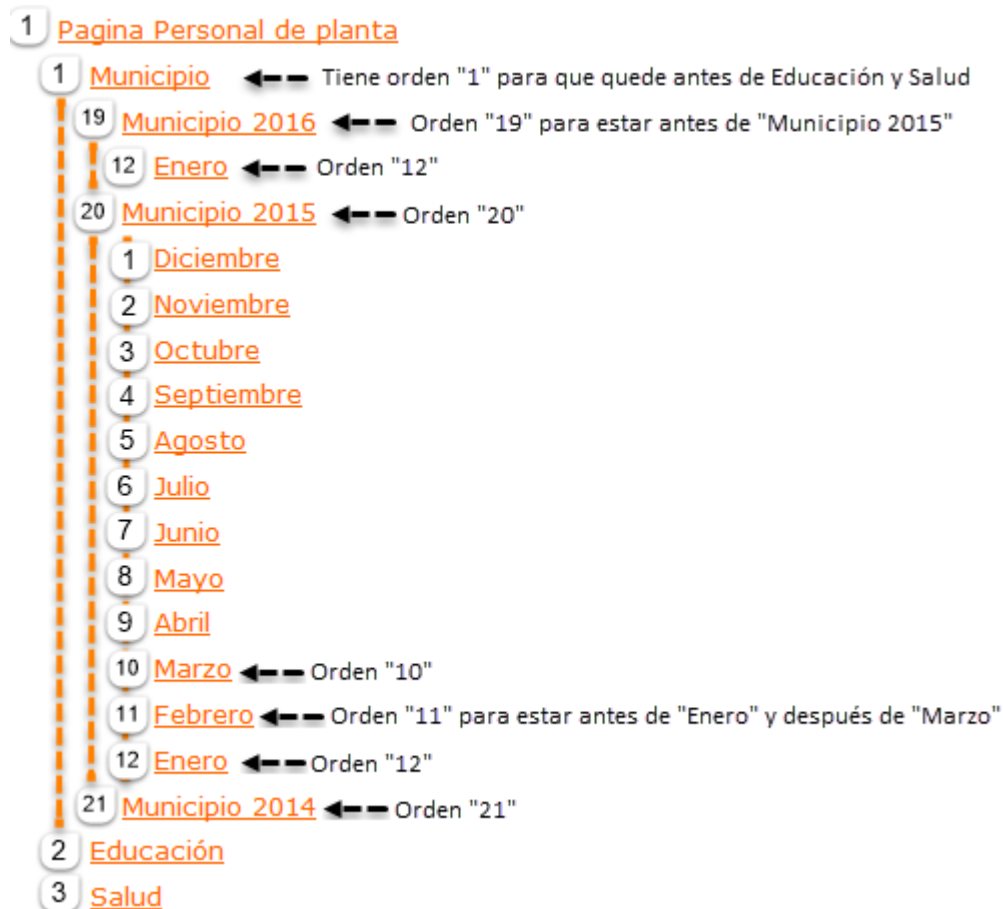 1 Pagina Personal de planta
1 Municipio Tiene orden "1" para que quede antes de Educación y Salud
19 Municipio 2016 Orden "19" para estar antes de "Municipio 2015"
12 Enero Orden "12"
20 Municipio 2015 Orden "20"
1 Diciembre
2 Noviembre
3 Octubre
4 Septiembre
5 Agosto
6 Julio
7 Junio
8 Mayo
9 Abril
10 Marzo Orden "10"
11 Febrero Orden "11" para estar antes de "Enero" y después de "Marzo"
12 Enero Orden "12"
21 Municipio 2014 Orden "21"
2 Educación
3 Salud